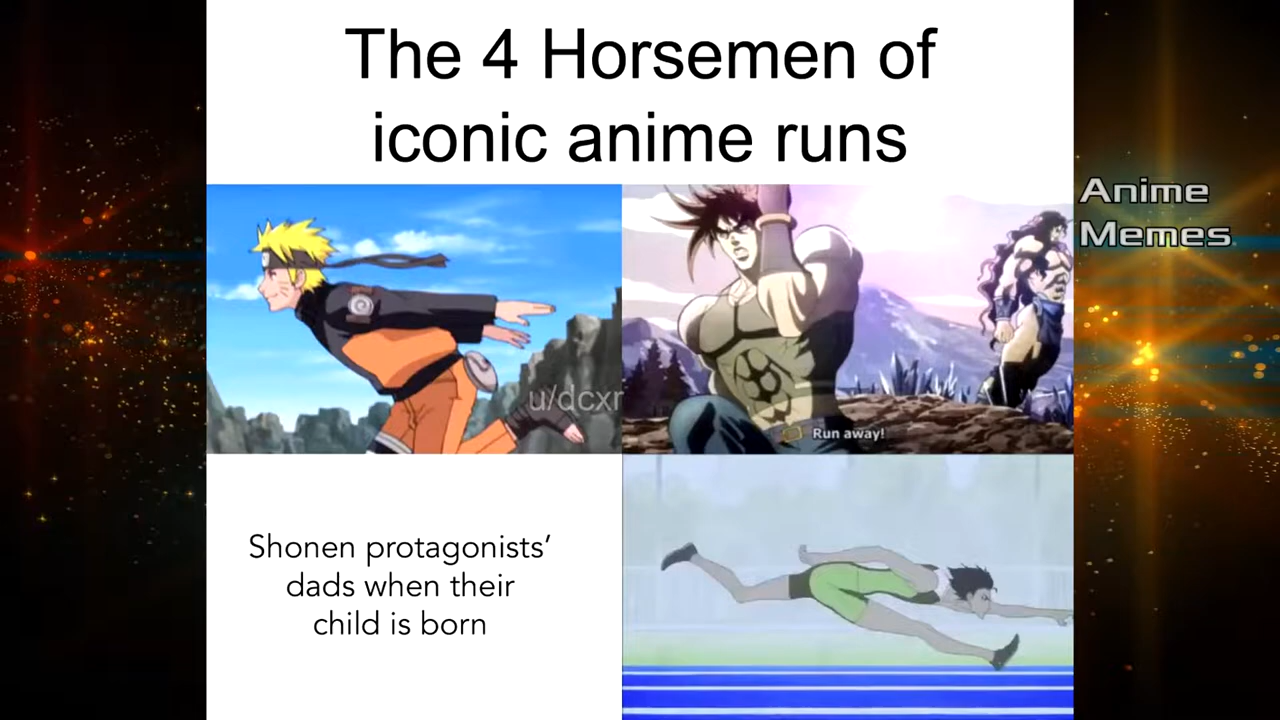 The 4 Horsemen of
iconic anime runs
Anime
Memes
u/dcxr
Run away!
Shonen protagonists'
dads when their
child is born